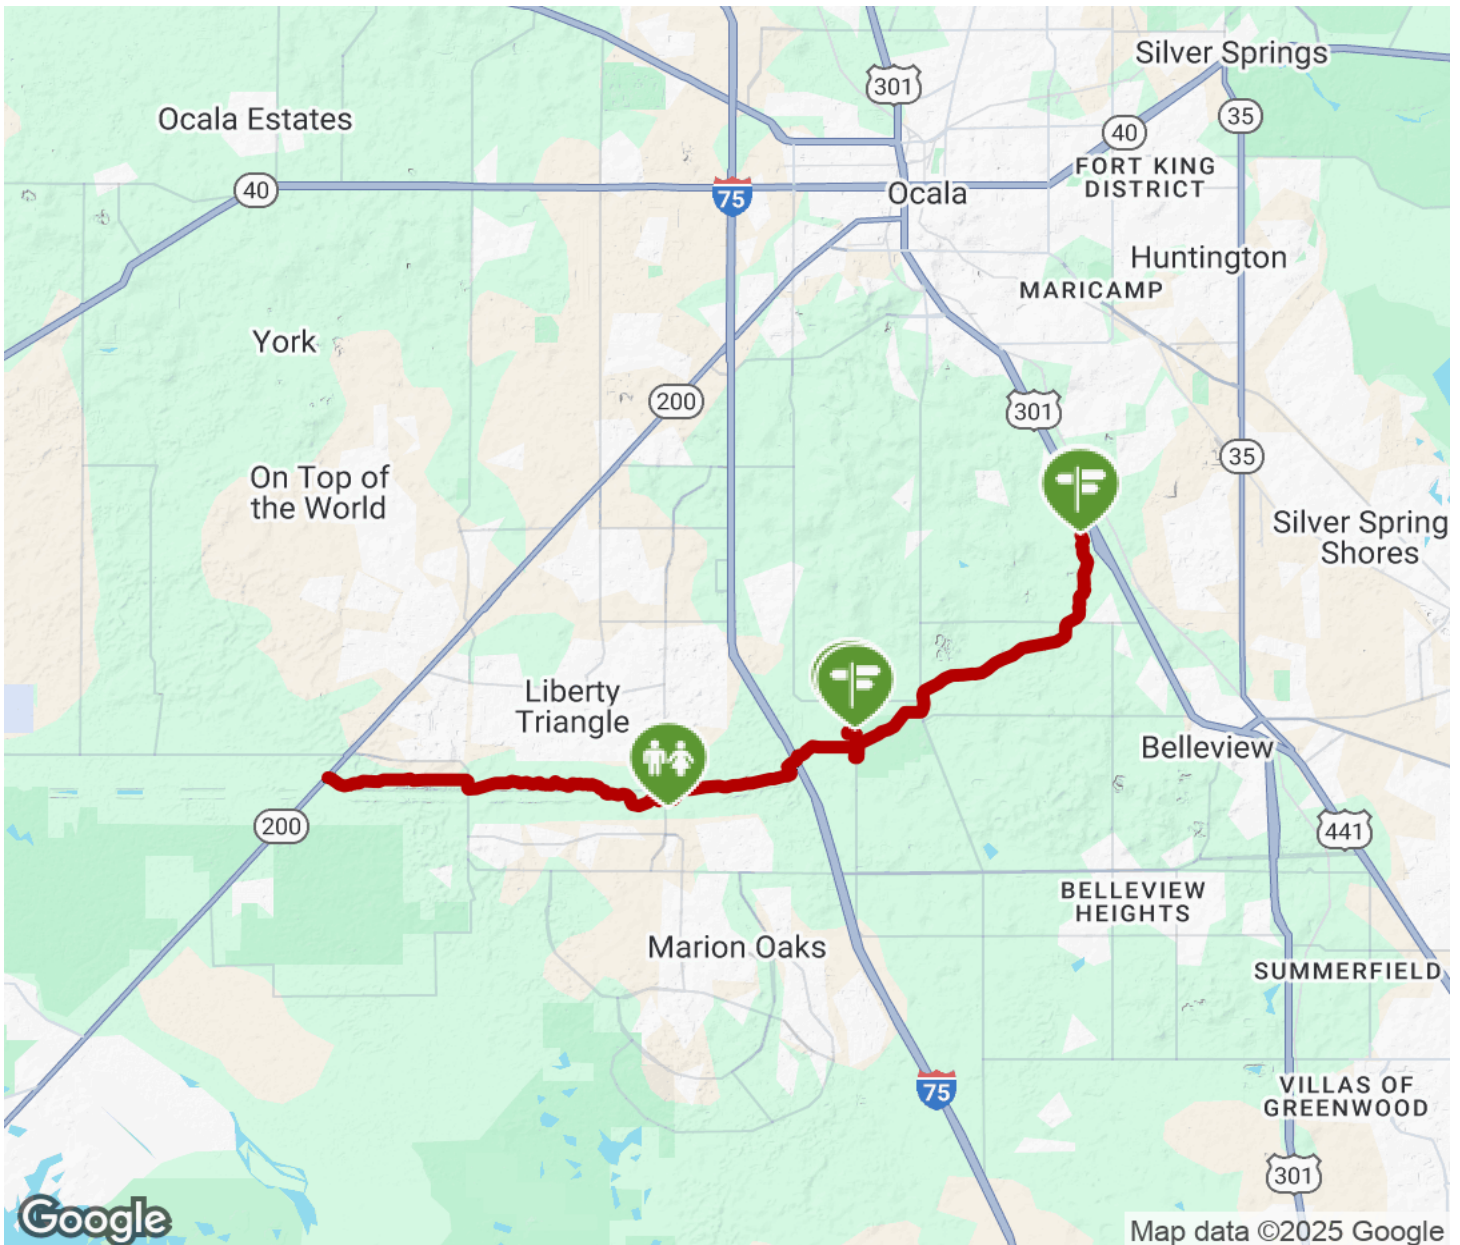 Silver Springs
301
Ocala Estates
35
40
FORT KING
DISTRICT
40
75
Ocala
Huntington
MARICAMP
York
200
301
35
On Top of
the World
Silver Spring
Shores
Liberty
Triangle
Belleview
200
441
BELLEVIEW
HEIGHTS
Marion Oaks
SUMMERFIELD
75
VILLAS OF
GREENWOOD
301
Google
Map data ©2025 Google